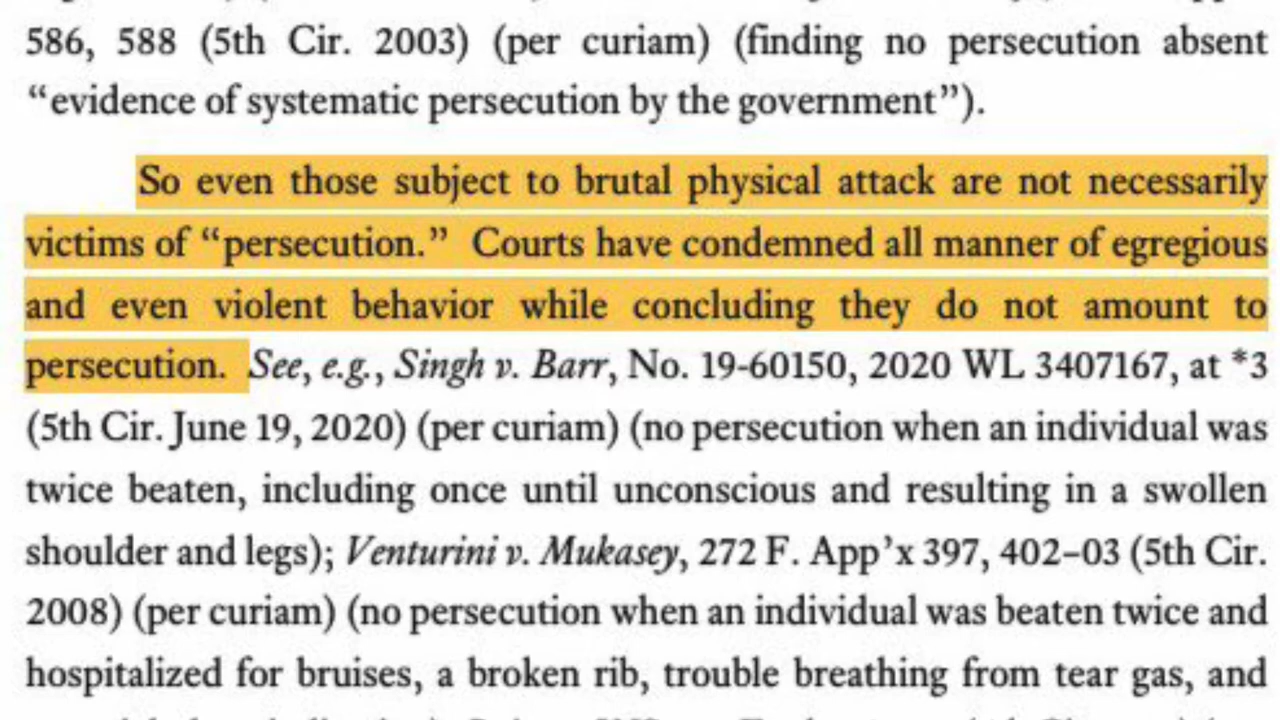 586, 588 (5th Cir. 2003) (per curiam) (finding no persecution absent
“evidence of systematic persecution by the government”).
So even those subject to brutal physical attack are not necessarily
victims of “persecution.” Courts have condemned all manner of egregious
and even violent behavior while concluding they do not amount to
persecution. See, e.g., Singh v. Barr, No. 19-60150, 2020 WL 3407167, at *3
(5th Cir. June 19, 2020) (per curiam) (no persecution when an individual was
twice beaten, including once until unconscious and resulting in a swollen
shoulder and legs); Venturini v. Mukasey, 272 F. App’x 397, 402–03 (5th Cir.
2008) (per curiam) (no persecution when an individual was beaten twice and
hospitalized for bruises, a broken rib, trouble breathing from tear gas, and